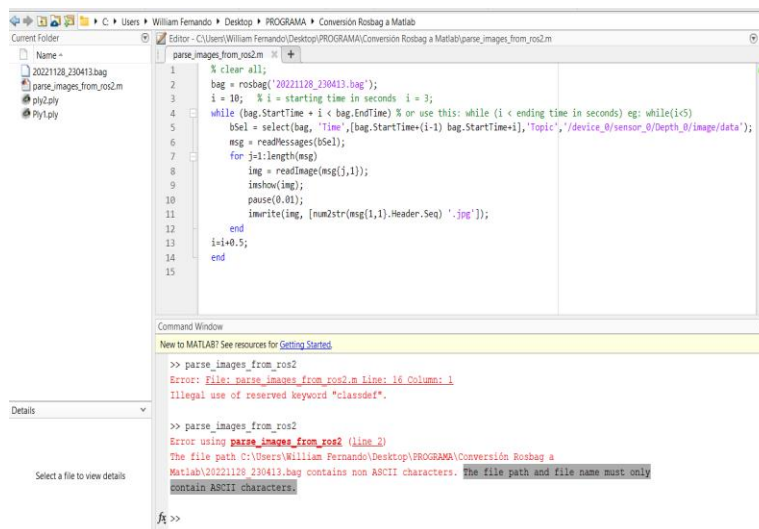 C: ▸ Users ▸ William Fernando ▸ Desktop ▸ PROGRAMA ▸ Conversión Rosbag a Matlab
Current Folder
Name
20221128_230413.bag
parse_images_from_ros2.m
ply2.ply
Ply1.ply
Details
Select a file to view details
Editor - C:\Users\William Fernando\Desktop\PROGRAMA\Conversión Rosbag a Matlab\parse_images_from_ros2.m
parse_images_from_ros2.m
1 % clear all;
2 bag = rosbag('20221128_230413.bag');
3 i = 10; % i = starting time in seconds i = 3;
4 while (bag.StartTime + i < bag.EndTime) % or use this: while (i < ending time in seconds) eg: while(i<5)
5 bSel = select(bag, 'Time',[bag.StartTime+(i-1) bag.StartTime+i],'Topic','/device_0/sensor_0/Depth_0/image/data');
6 msg = readMessages(bSel);
7 for j=1:length(msg)
8 img = readImage(msg{j,1});
9 imshow(img);
10 pause(0.01);
11 imwrite(img, [num2str(msg{1,1}.Header.Seq) '.jpg']);
12 end
13 i=i+0.5;
14 end
15
Command Window
New to MATLAB? See resources for Getting Started.
>> parse_images_from_ros2
Error: File: parse_images_from_ros2.m Line: 16 Column: 1
Illegal use of reserved keyword "classdef".
>> parse_images_from_ros2
Error using parse_images_from_ros2 (line 2)
The file path C:\Users\William Fernando\Desktop\PROGRAMA\Conversión Rosbag a
Matlab\20221128_230413.bag contains non ASCII characters. The file path and file name must only
contain ASCII characters.
fx >>